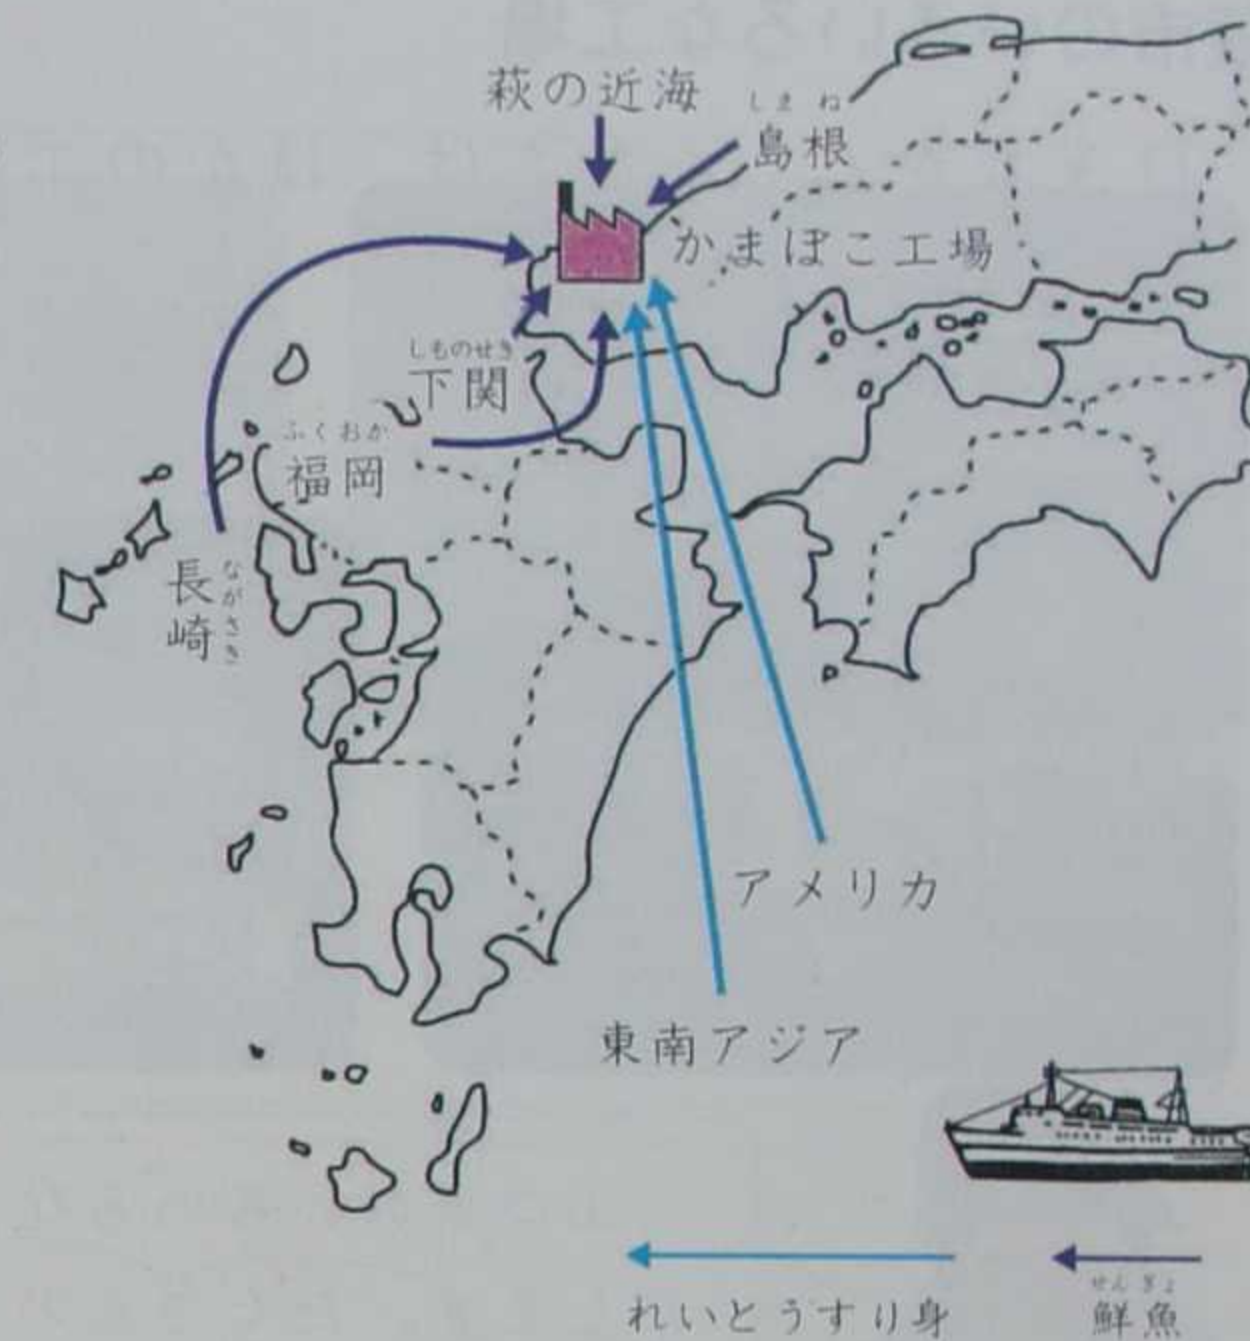 萩の近海
しまね
島根
かまぼこ工場
しものせき
下関
ふくおか
福岡
ながさき
長崎
アメリカ
東南アジア
れいとうすり身
せんぎょ
鮮魚